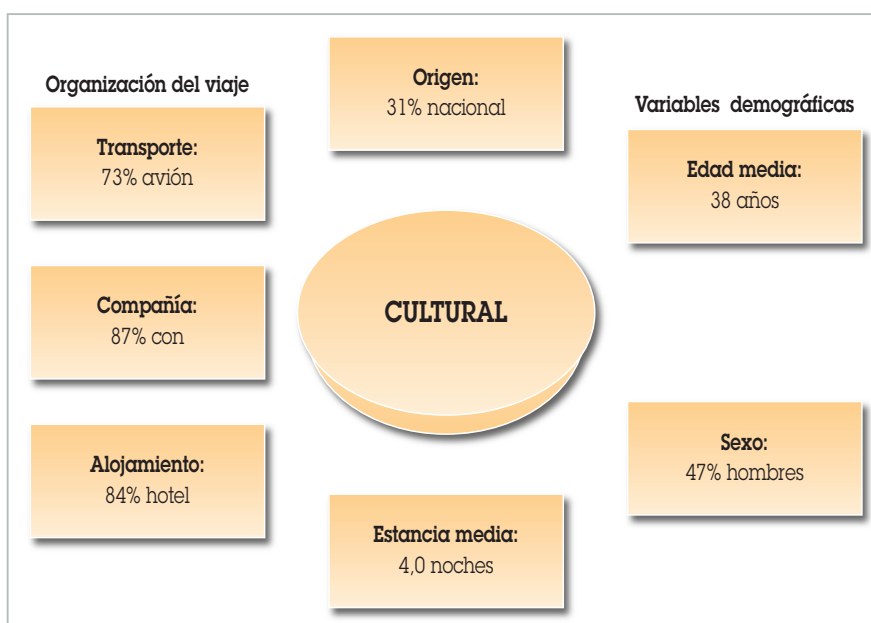 Organización del viaje
Transporte:
73% avión
Compañía:
87% con
Alojamiento:
84% hotel
Origen:
31% nacional
CULTURAL
Estancia media:
4,0 noches
Variables demográficas
Edad media:
38 años
Sexo:
47% hombres